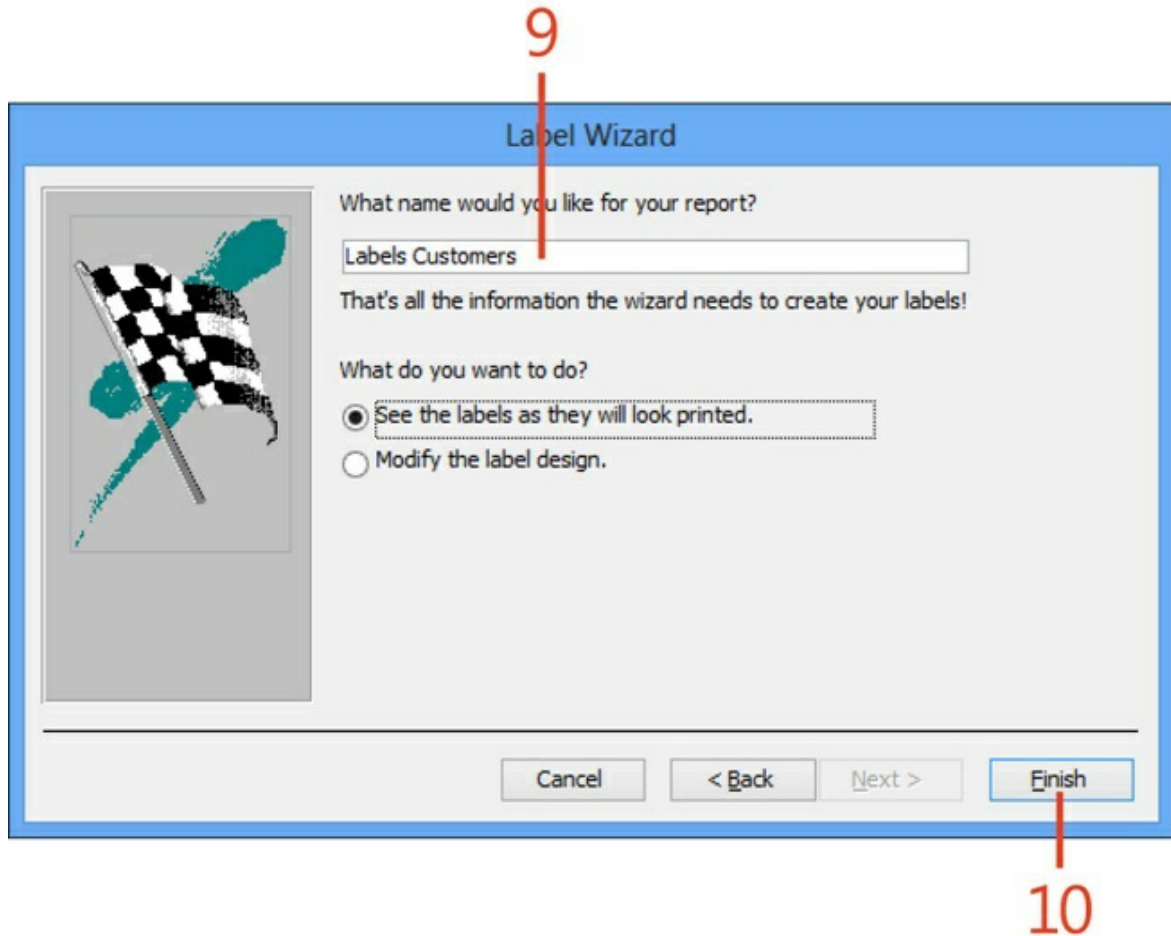 9
Label Wizard
What name would you like for your report?
Labels Customers
That's all the information the wizard needs to create your labels!
What do you want to do?
See the labels as they will look printed.
Modify the label design.
Cancel
< Back
Next >
Finish
10